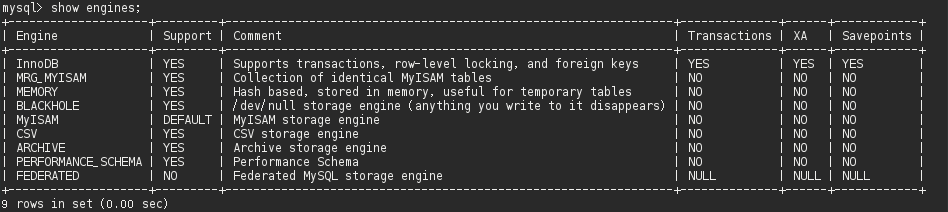 mysql> show engines;
+--------------------+---------+----------------------------------------------------------------+--------------+------+------------+
| Engine             | Support | Comment                                                        | Transactions | XA   | Savepoints |
+--------------------+---------+----------------------------------------------------------------+--------------+------+------------+
| InnoDB             | YES     | Supports transactions, row-level locking, and foreign keys     | YES          | YES  | YES        |
| MRG_MYISAM         | YES     | Collection of identical MyISAM tables                          | NO           | NO   | NO         |
| MEMORY             | YES     | Hash based, stored in memory, useful for temporary tables      | NO           | NO   | NO         |
| BLACKHOLE          | YES     | /dev/null storage engine (anything you write to it disappears) | NO           | NO   | NO         |
| MyISAM             | DEFAULT | MyISAM storage engine                                          | NO           | NO   | NO         |
| CSV                | YES     | CSV storage engine                                             | NO           | NO   | NO         |
| ARCHIVE            | YES     | Archive storage engine                                         | NO           | NO   | NO         |
| PERFORMANCE_SCHEMA | YES     | Performance Schema                                             | NO           | NO   | NO         |
| FEDERATED          | NO      | Federated MySQL storage engine                                 | NULL         | NULL | NULL       |
+--------------------+---------+----------------------------------------------------------------+--------------+------+------------+
9 rows in set (0.00 sec)